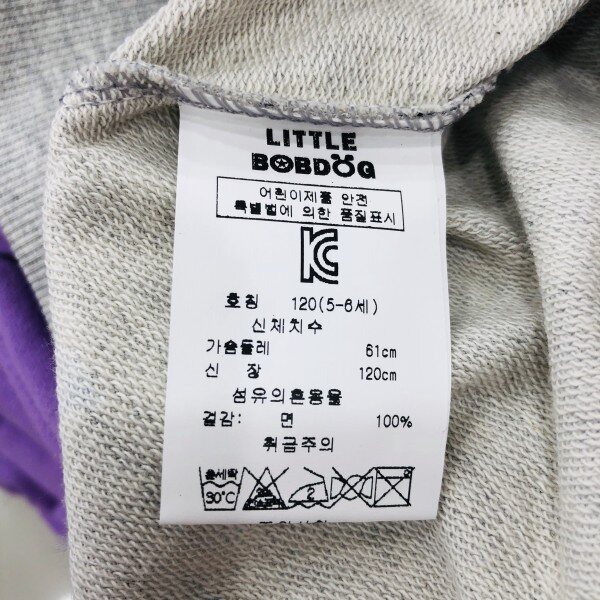 LITTLE
BOBDOG
어린이제품 안전
특별법에 의한 품질표시
KC
호칭 120(5-6세)
신체치수
가슴둘레 61cm
신 장 120cm
섬유의혼용률
겉감: 면 100%
취급주의
손세탁
30℃ 2